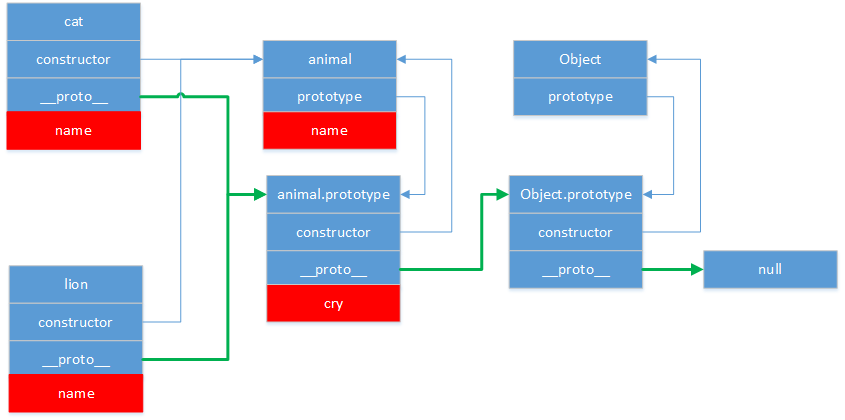 cat
constructor
__proto__
name
animal
prototype
name
Object
prototype
animal.prototype
constructor
__proto__
cry
Object.prototype
constructor
__proto__
null
lion
constructor
__proto__
name